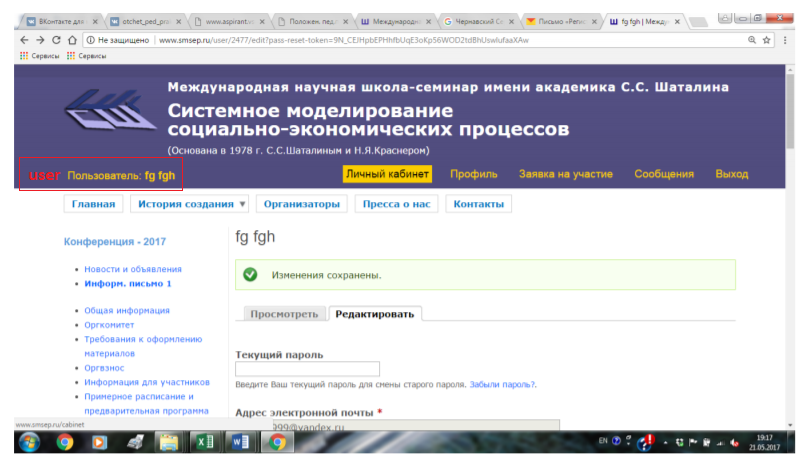 ВКонтакте для
otchet_ped_pra
www.aspirant.vs
Положен. пед.
Международно
Чернавский Се
Письмо «Регис
fg fgh | Между
Не защищено | www.smsep.ru/user/2477/edit?pass-reset-token=9N_CEJHpbEPHhfbUqE3oKp56WOD2tdBhUswlufaaXAw
Сервисы Сервисы
Международная научная школа-семинар имени академика С.С. Шаталина
Системное моделирование
социально-экономических процессов
(Основана в 1978 г. С.С.Шаталиным и Н.Я.Краснером)
user Пользователь: fg fgh Личный кабинет Профиль Заявка на участие Сообщения Выход
Главная История создания ▼ Организаторы Пресса о нас Контакты
Конференция - 2017
• Новости и объявления
• Информ. письмо 1
• Общая информация
• Оргкомитет
• Требования к оформлению
материалов
• Оргвзнос
• Информация для участников
• Примерное расписание и
предварительная программа
fg fgh
Изменения сохранены.
Просмотреть Редактировать
Текущий пароль
Введите Ваш текущий пароль для смены старого пароля. Забыли пароль?.
Адрес электронной почты *
999@yandex.ru
www.smsep.ru/cabinet
EN
19:17
21.05.2017